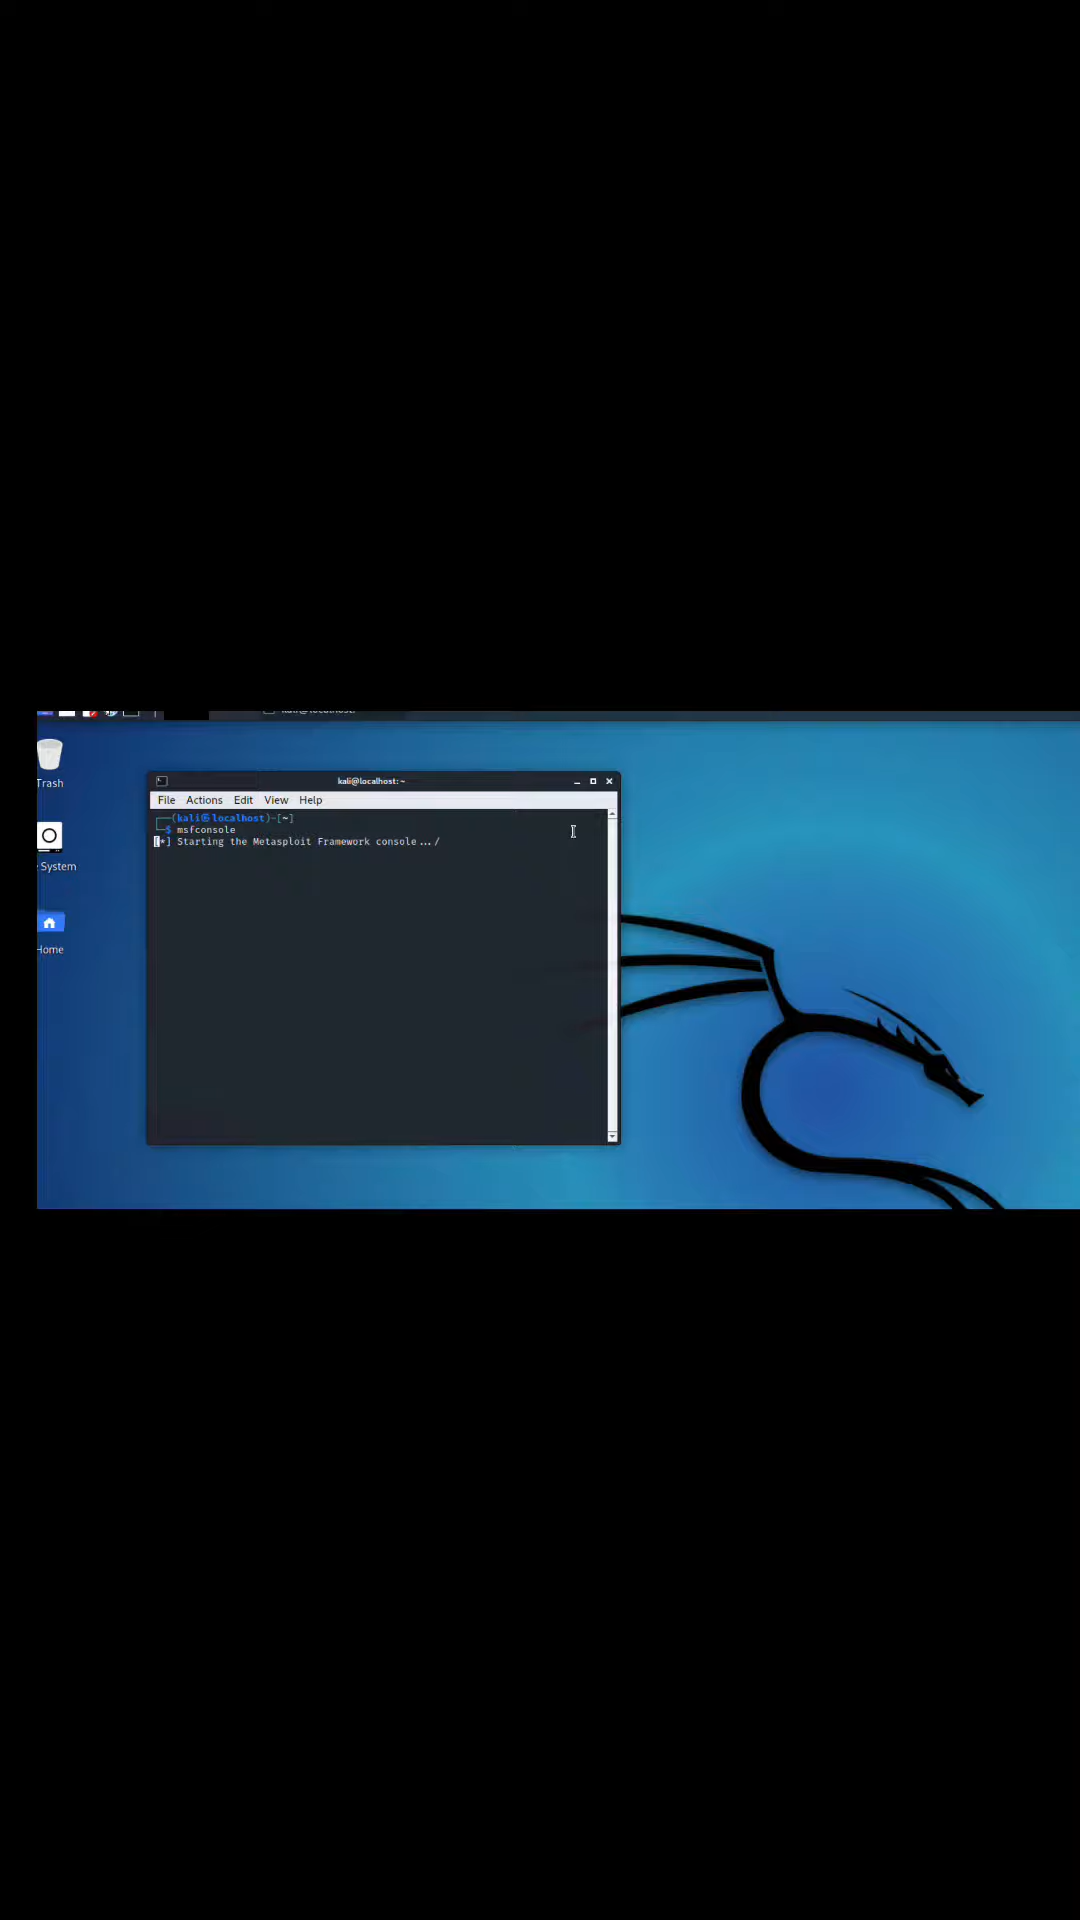 Trash
System
Home
kali@localhost: ~
File Actions Edit View Help
┌──(kali㉿localhost)-[~]
└─$ msfconsole
[*] Starting the Metasploit Framework console.../